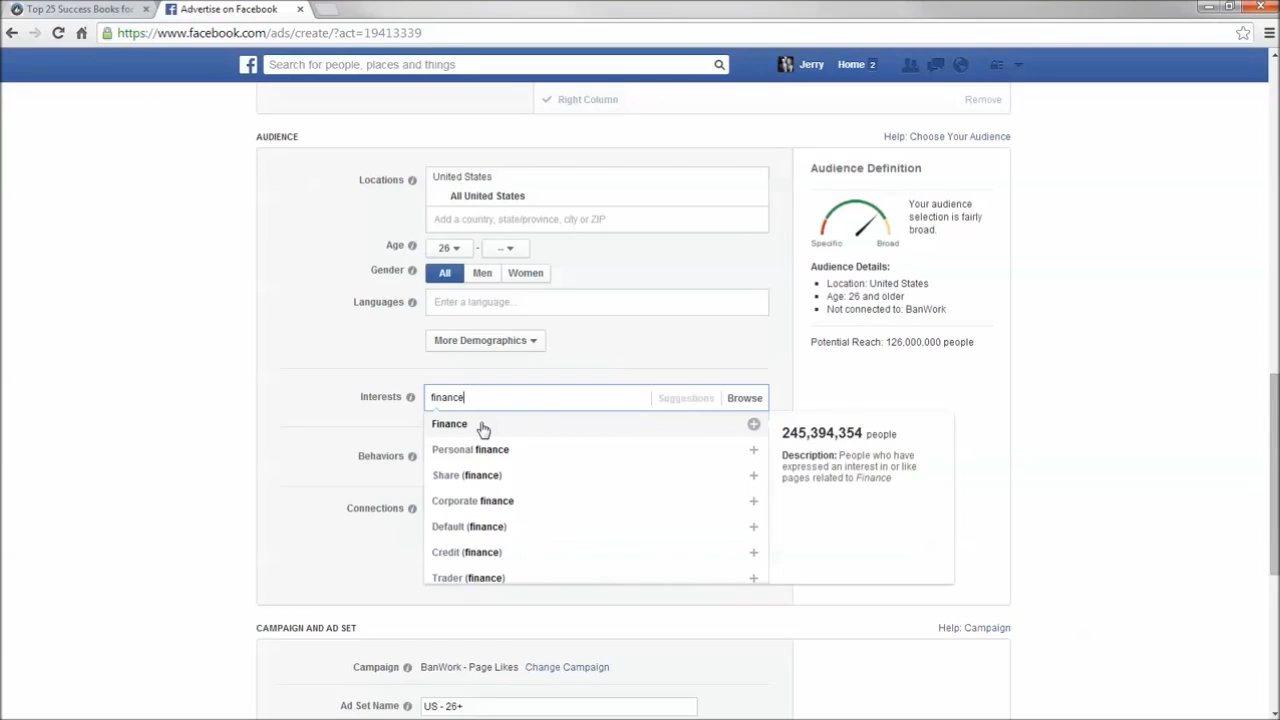 Top 25 Success Books for
Advertise on Facebook
https://www.facebook.com/ads/create/?act=19413339
Search for people, places and things
Jerry
Home 2
Right Column
Remove
AUDIENCE
Help: Choose Your Audience
Locations
United States
All United States
Add a country, state/province, city or ZIP
Age
26
-
--
Gender
All
Men
Women
Languages
Enter a language...
More Demographics
Interests
finance
Suggestions
Browse
Finance
Personal finance
Share (finance)
Corporate finance
Default (finance)
Credit (finance)
Trader (finance)
245,394,354 people
Description: People who have
expressed an interest in or like
pages related to Finance
Behaviors
Connections
Audience Definition
Your audience
selection is fairly
broad.
Specific
Broad
Audience Details:
Location: United States
Age: 26 and older
Not connected to: BanWork
Potential Reach: 126,000,000 people
CAMPAIGN AND AD SET
Help: Campaign
Campaign
BanWork - Page Likes
Change Campaign
Ad Set Name
US - 26+